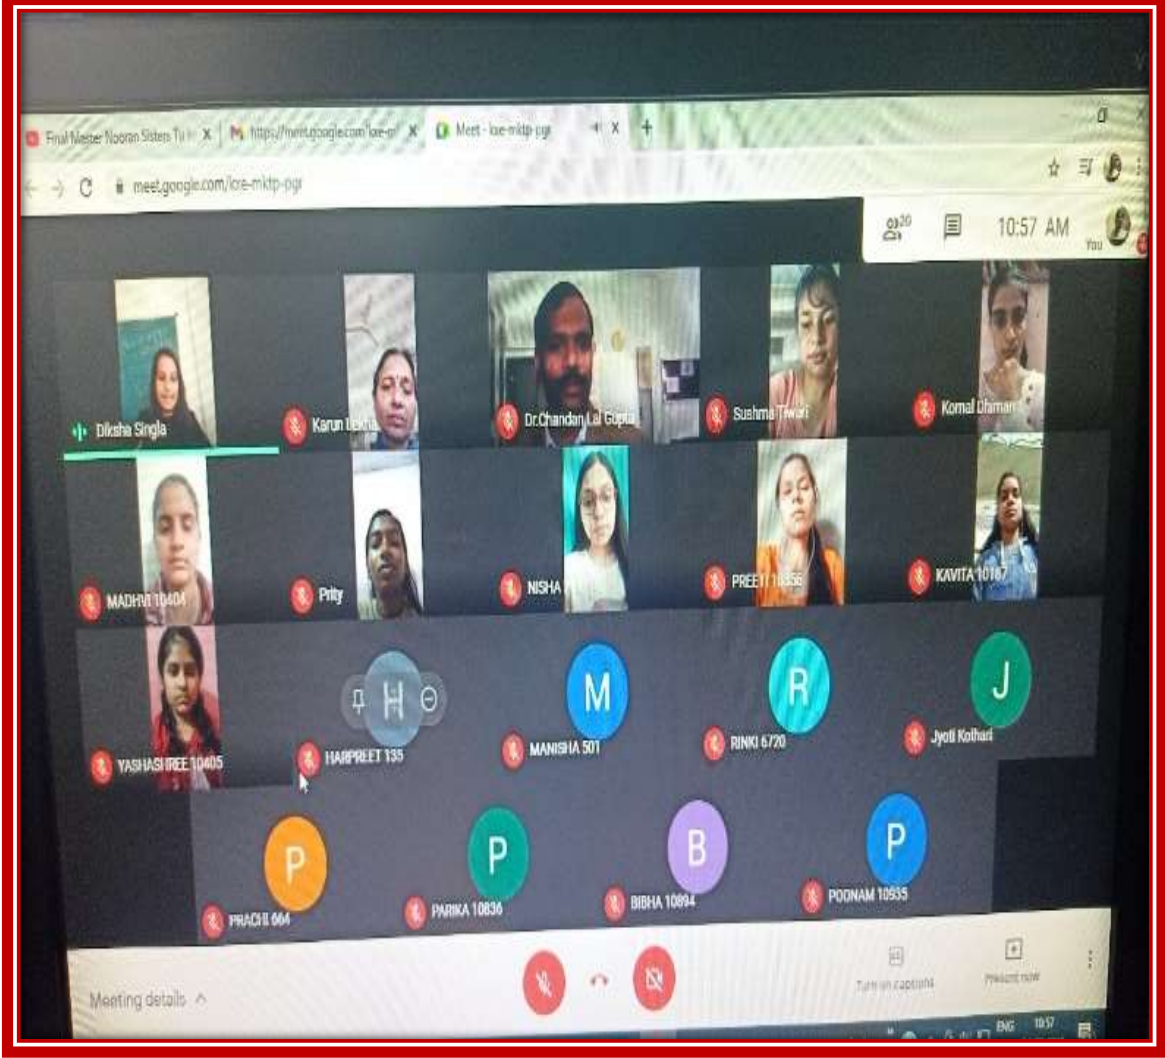 Final Master Nooran Sisters Tu
https://meet.google.com/lore-m
Meet - lore-mktp-pgr
meet.google.com/lore-mktp-pgr
20
10:57 AM
You
Diksha Singla
Karun Lekha
Dr.Chandan Lal Gupta
Sushma Tiwari
Komal Dhiman
MADHVI 10404
Prity
NISHA
PREETI 10356
KAVITA 10187
YASHASHREE 10405
H
HARPREET 135
M
MANISHA 501
R
RINKI 6720
J
Jyoti Kothari
P
PRACHI 664
P
PARIKA 10836
B
BIBHA 10894
P
POONAM 10935
Meeting details
Turn on captions
Present now
ENG
10:57